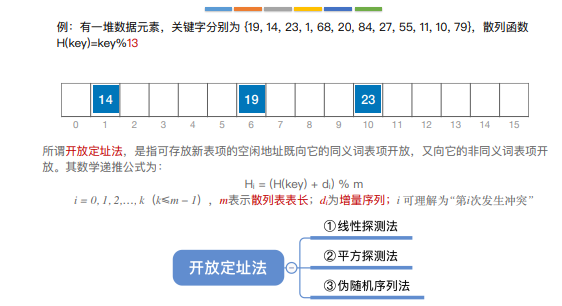 例：有一堆数据元素，关键字分别为 {19, 14, 23, 1, 68, 20, 84, 27, 55, 11, 10, 79}，散列函数
H(key)=key%13
14 19 23
0 1 2 3 4 5 6 7 8 9 10 11 12 13 14 15
所谓开放定址法，是指可存放新表项的空闲地址既向它的同义词表项开放，又向它的非同义词表项开
放。其数学递推公式为：
Hᵢ = (H(key) + dᵢ) % m
i = 0, 1, 2,…, k（k≤m − 1），m表示散列表表长；dᵢ为增量序列；i 可理解为“第i次发生冲突”
①线性探测法
开放定址法
②平方探测法
③伪随机序列法